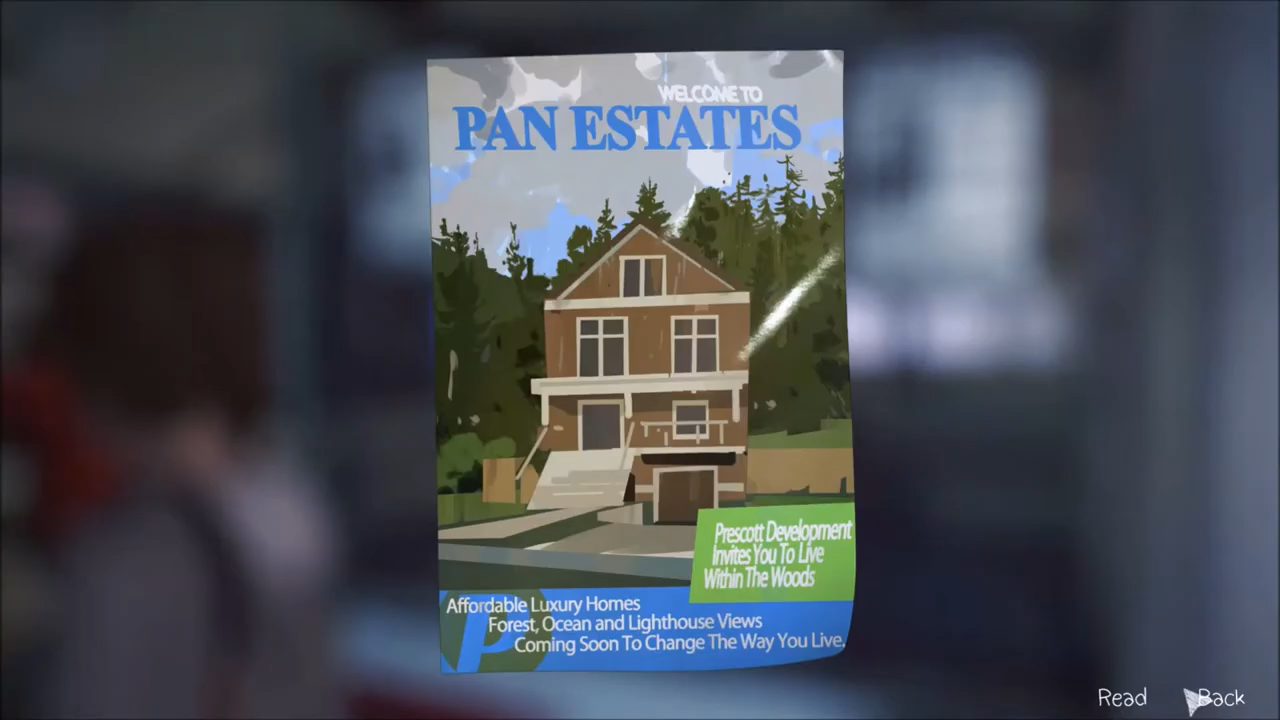 WELCOME TO
PAN ESTATES
Prescott Development
Invites You To Live
Within The Woods
Affordable Luxury Homes
Forest, Ocean and Lighthouse Views
Coming Soon To Change The Way You Live.
P
Read
Back